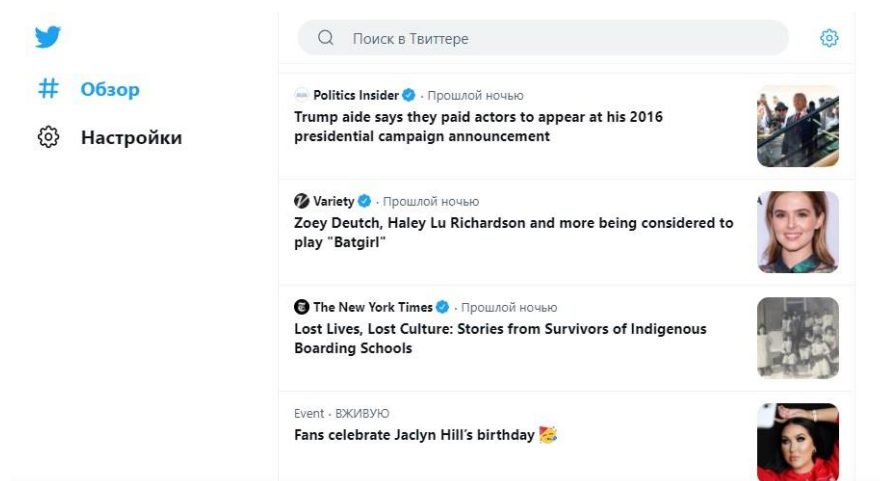 Поиск в Твиттере
Обзор
Настройки
Politics Insider · Прошлой ночью
Trump aide says they paid actors to appear at his 2016
presidential campaign announcement
Variety · Прошлой ночью
Zoey Deutch, Haley Lu Richardson and more being considered to
play "Batgirl"
The New York Times · Прошлой ночью
Lost Lives, Lost Culture: Stories from Survivors of Indigenous
Boarding Schools
Event · ВЖИВУЮ
Fans celebrate Jaclyn Hill’s birthday 🥳